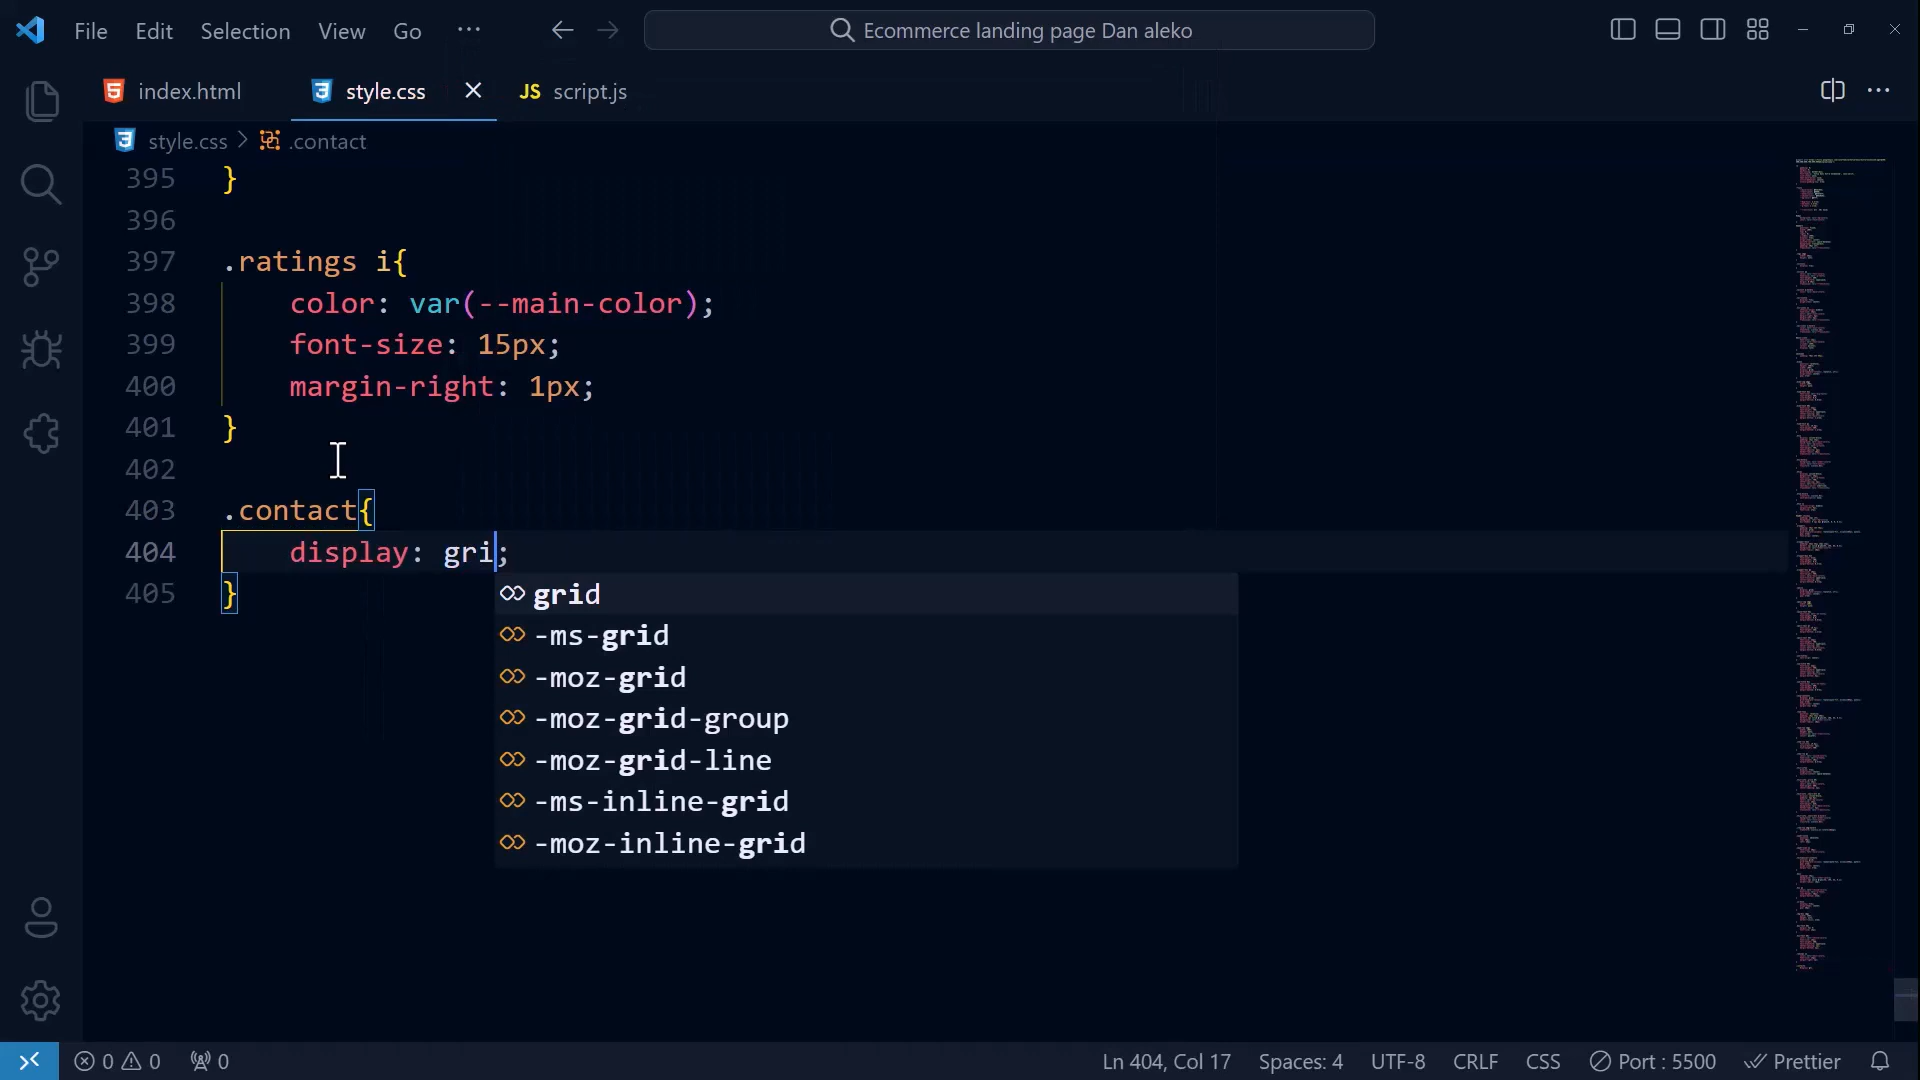 File Edit Selection View Go ··· Ecommerce landing page Dan aleko
index.html style.css JS script.js
style.css > .contact
395 }
396
397 .ratings i{
398 color: var(--main-color);
399 font-size: 15px;
400 margin-right: 1px;
401 }
402
403 .contact{
404 display: gri;
405 }
grid
-ms-grid
-moz-grid
-moz-grid-group
-moz-grid-line
-ms-inline-grid
-moz-inline-grid
0 0 0 Ln 404, Col 17 Spaces: 4 UTF-8 CRLF CSS Port : 5500 Prettier